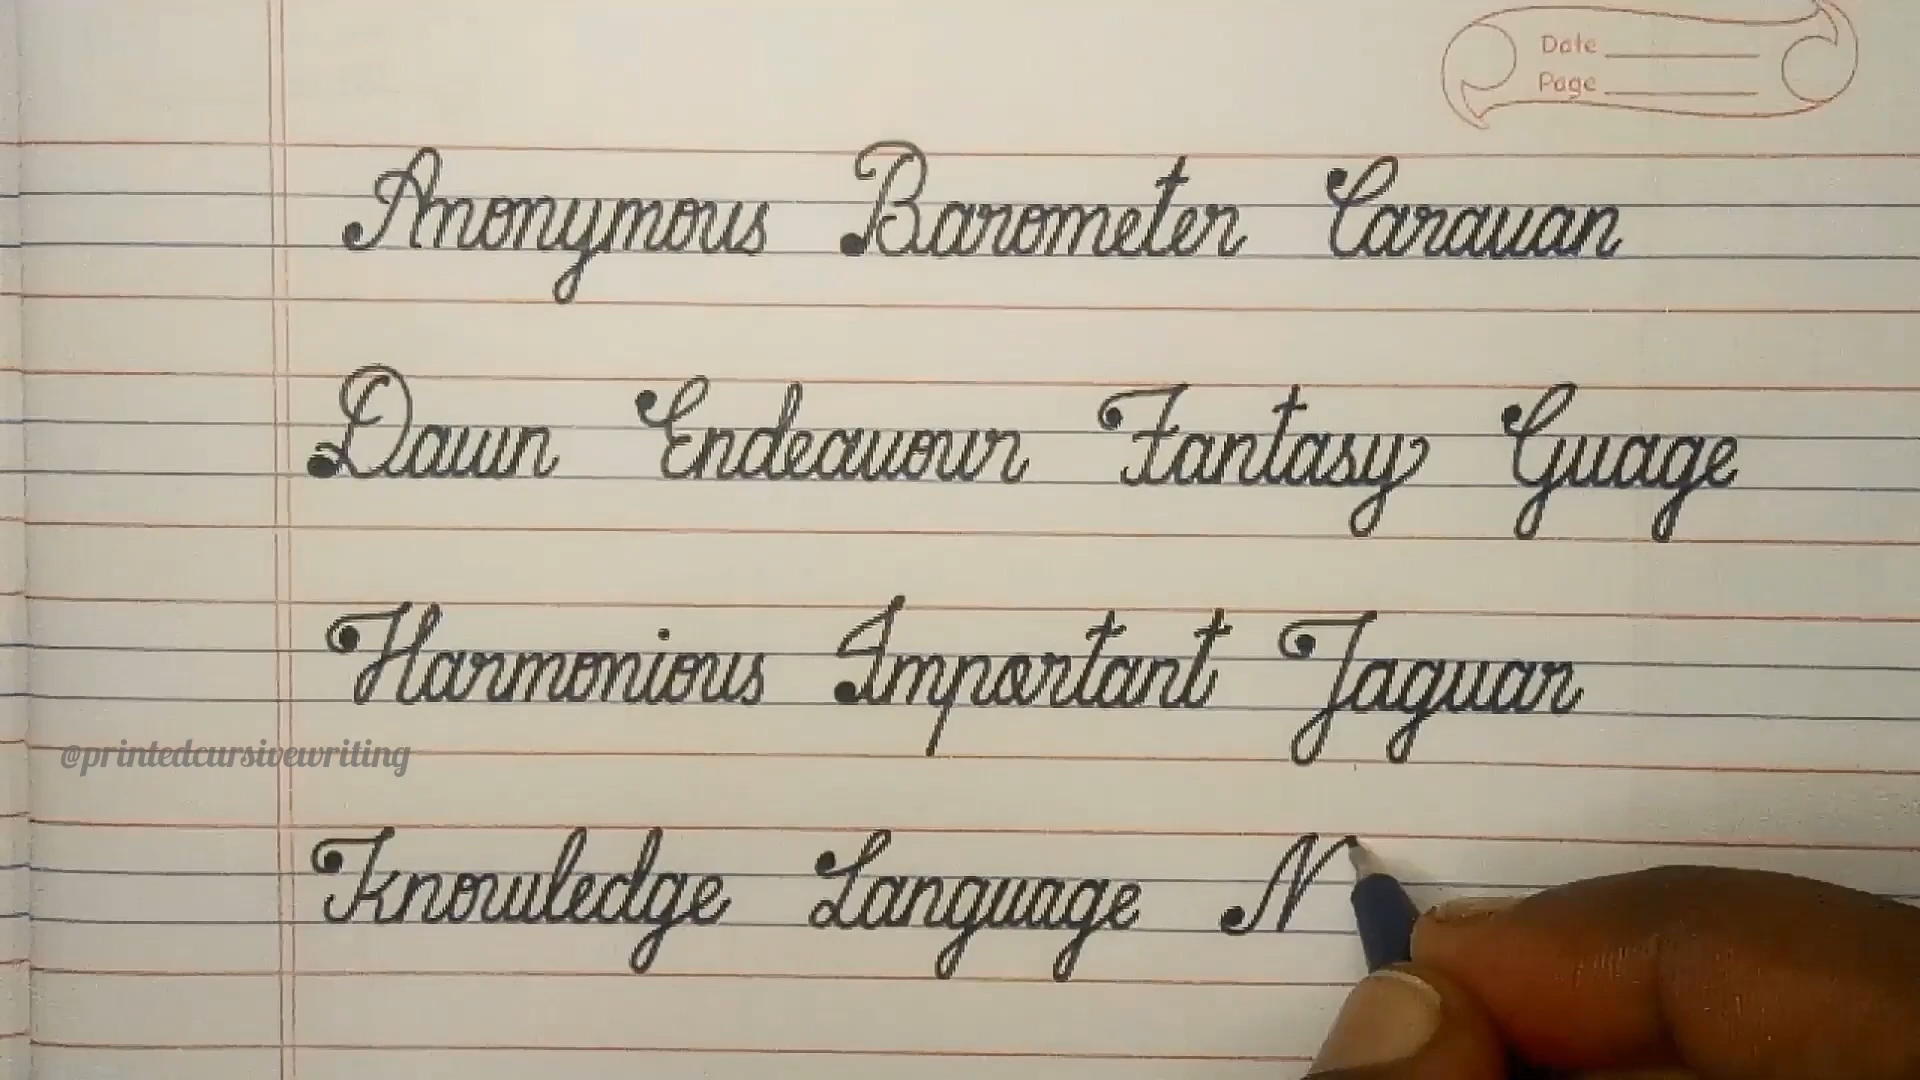 Date
Page
Anonymous Barometer Caravan
Dawn Endeavour Fantasy Guage
Harmonious Important Jaguar
@printedcursivewriting
Knowledge Language N